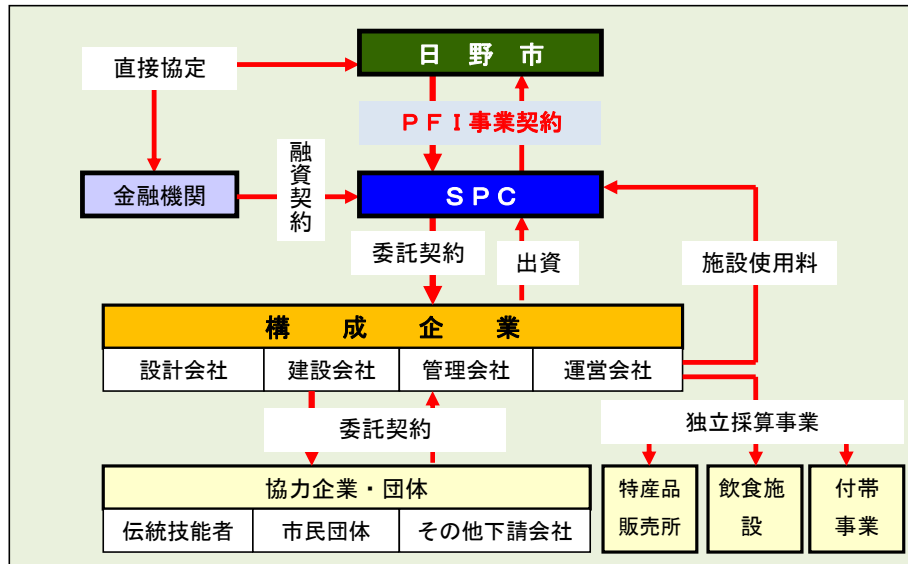 日野市
直接協定
PFI事業契約
金融機関
融資契約
SPC
委託契約
出資
施設使用料
構成企業
設計会社
建設会社
管理会社
運営会社
委託契約
独立採算事業
協力企業・団体
伝統技能者
市民団体
その他下請会社
特産品
販売所
飲食施
設
付帯
事業